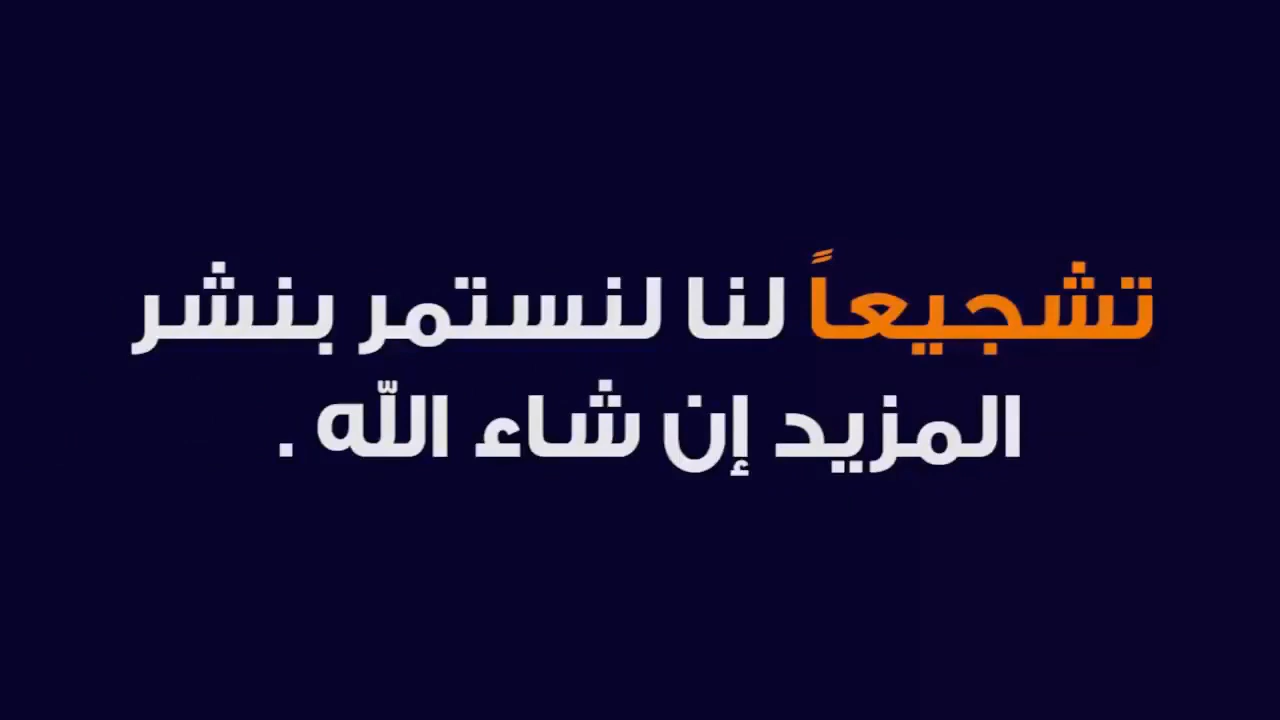 تشجيعاً لنا لنستمر بنشر
المزيد إن شاء اللّه .